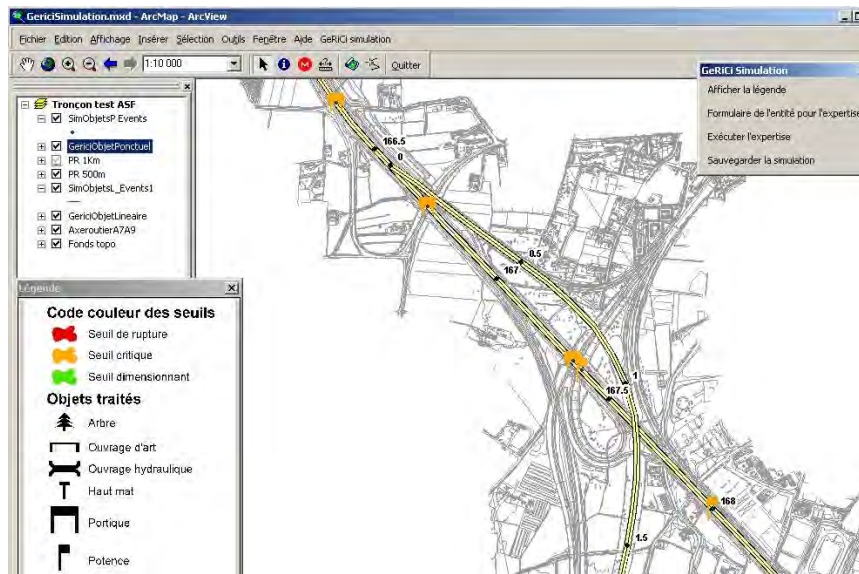 GericiSimulation.mxd - ArcMap - ArcView
Fichier Edition Affichage Insérer Sélection Outils Fenêtre Aide GeRiCi simulation
1:10 000 Quitter
Tronçon test ASF
SimObjetsP Events
GericiObjetPonctuel
PR 1Km
PR 500m
SimObjetsL_Events1
GericiObjetLineaire
AxeroutierA7A9
Fonds topo
GeRiCi Simulation
Afficher la légende
Formulaire de l'entité pour l'expertise
Exécuter l'expertise
Sauvegarder la simulation
166.5
0
0.5
167
1
167.5
168
1.5
Légende
Code couleur des seuils
Seuil de rupture
Seuil critique
Seuil dimensionnant
Objets traités
Arbre
Ouvrage d'art
Ouvrage hydraulique
Haut mat
Portique
Potence